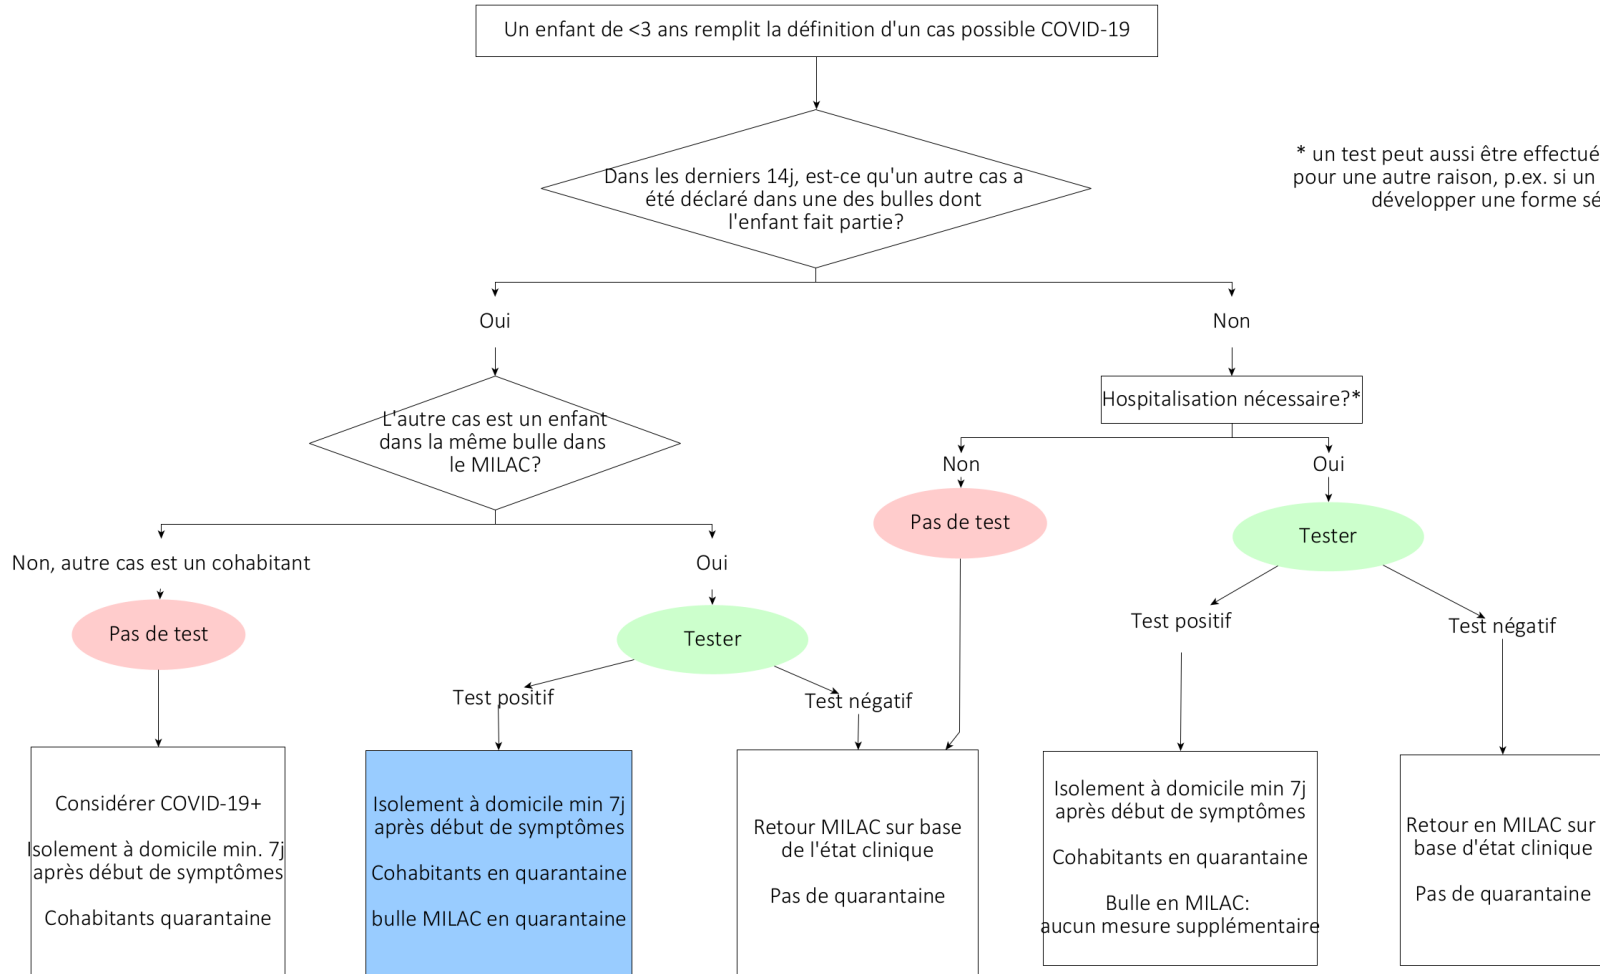 Un enfant de <3 ans remplit la définition d'un cas possible COVID-19
Dans les derniers 14j, est-ce qu'un autre cas a
été déclaré dans une des bulles dont
l'enfant fait partie?
* un test peut aussi être effectué
pour une autre raison, p.ex. si un
développer une forme sé
Oui
Non
L'autre cas est un enfant
dans la même bulle dans
le MILAC?
Hospitalisation nécessaire?*
Non
Oui
Pas de test
Tester
Non, autre cas est un cohabitant
Oui
Pas de test
Tester
Test positif
Test négatif
Test positif
Test négatif
Considérer COVID-19+
Isolement à domicile min. 7j
après début de symptômes
Cohabitants quarantaine
Isolement à domicile min 7j
après début de symptômes
Cohabitants en quarantaine
bulle MILAC en quarantaine
Retour MILAC sur base
de l'état clinique
Pas de quarantaine
Isolement à domicile min 7j
après début de symptômes
Cohabitants en quarantaine
Bulle en MILAC:
aucun mesure supplémentaire
Retour en MILAC sur
base d'état clinique
Pas de quarantaine